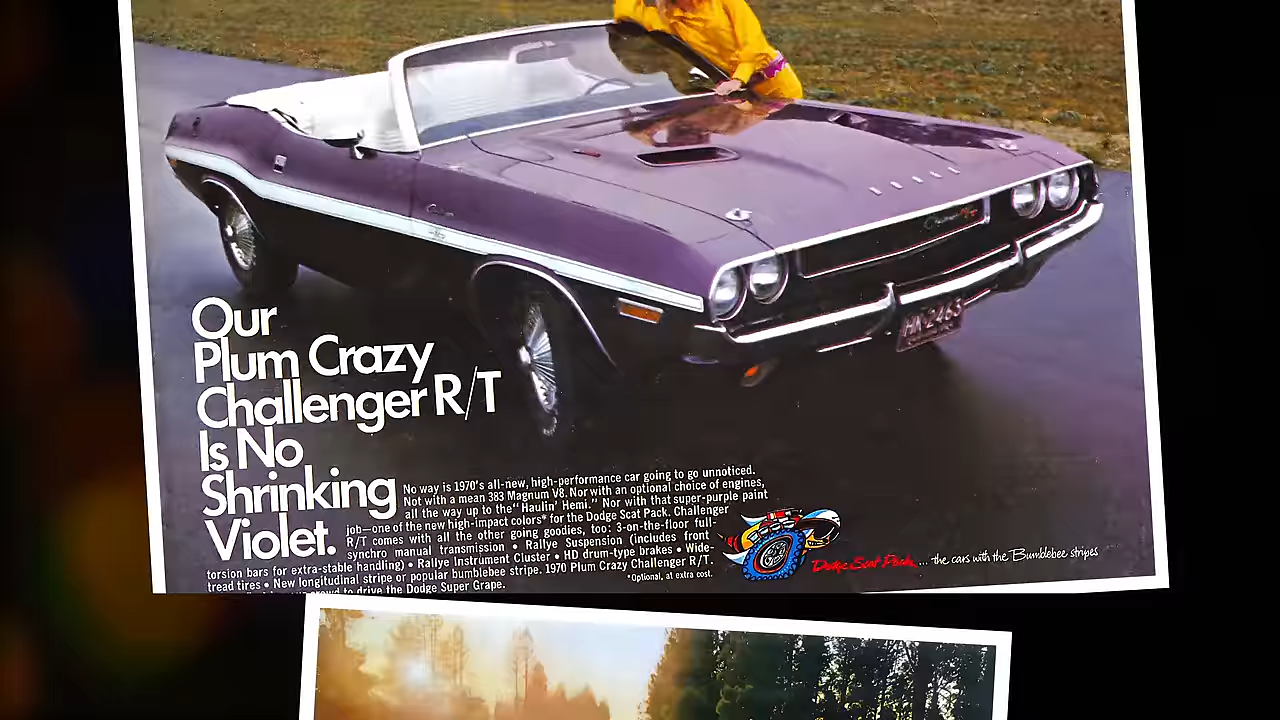 Our
Plum Crazy
Challenger R/T
Is No
Shrinking
Violet.
No way is 1970's all-new, high-performance car going to go unnoticed.
Not with a mean 383 Magnum V8. Nor with an optional choice of engines,
all the way up to the "Haulin' Hemi." Nor with that super-purple paint
job—one of the new high-impact colors* for the Dodge Scat Pack. Challenger
R/T comes with all the other going goodies, too: 3-on-the-floor full-
synchro manual transmission • Rallye Suspension (includes front
torsion bars for extra-stable handling) • Rallye Instrument Cluster • HD drum-type brakes • Wide-
tread tires • New longitudinal stripe or popular bumblebee stripe. 1970 Plum Crazy Challenger R/T.
to drive the Dodge Super Grape.
*Optional, at extra cost.
Dodge Scat Pack... the cars with the Bumblebee stripes
Challenger R/T
HN-2463